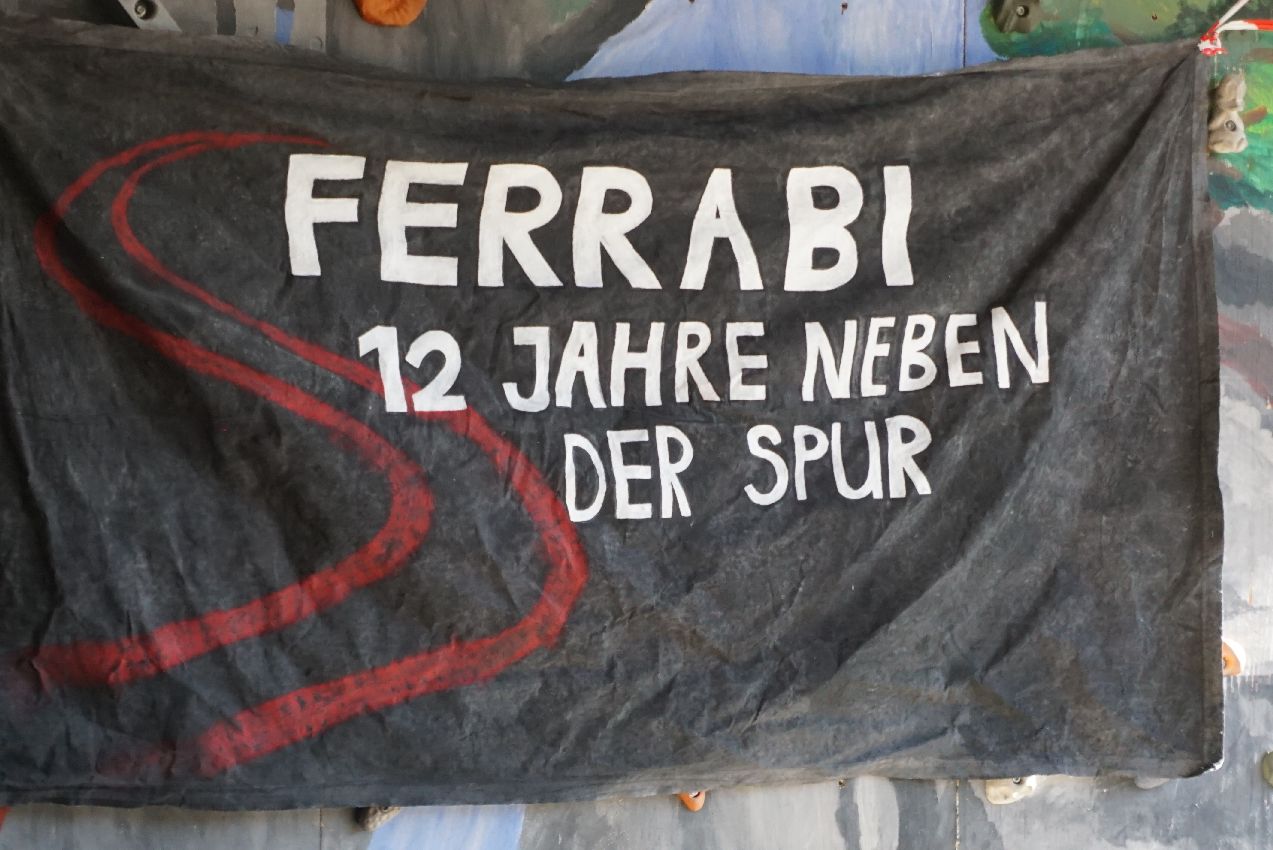 FERRABI
12 JAHRE NEBEN
DER SPUR